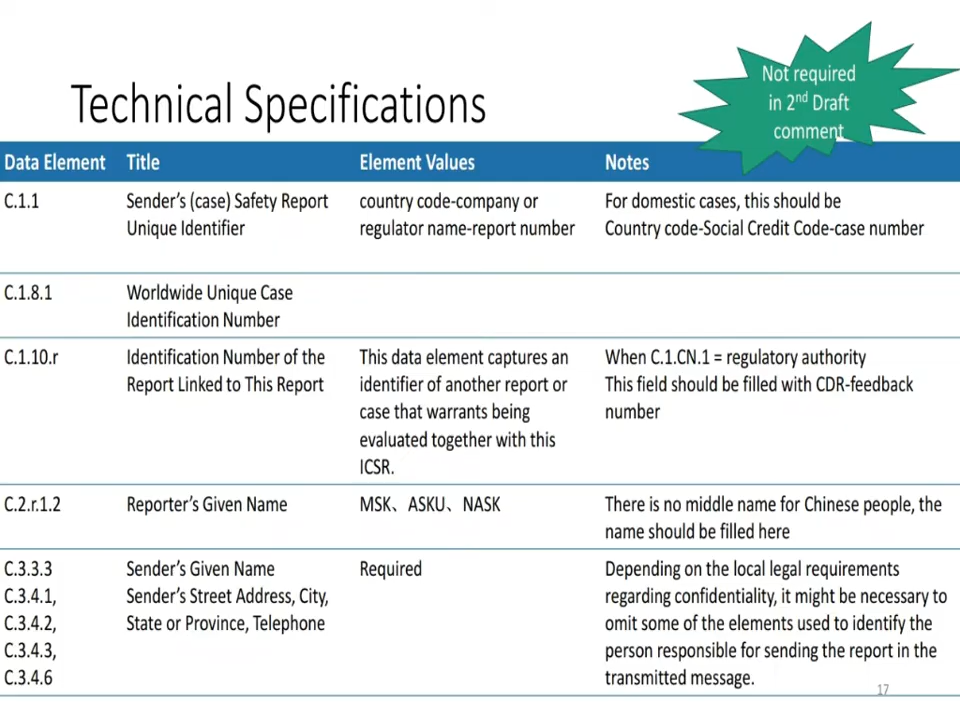 Technical Specifications
Not required
in 2nd Draft
comment
Data Element Title Element Values Notes
C.1.1 Sender's (case) Safety Report country code-company or For domestic cases, this should be
Unique Identifier regulator name-report number Country code-Social Credit Code-case number
C.1.8.1 Worldwide Unique Case
Identification Number
C.1.10.r Identification Number of the This data element captures an When C.1.CN.1 = regulatory authority
Report Linked to This Report identifier of another report or This field should be filled with CDR-feedback
case that warrants being number
evaluated together with this
ICSR.
C.2.r.1.2 Reporter's Given Name MSK、ASKU、NASK There is no middle name for Chinese people, the
name should be filled here
C.3.3.3 Sender's Given Name Required Depending on the local legal requirements
C.3.4.1, Sender's Street Address, City, regarding confidentiality, it might be necessary to
C.3.4.2, State or Province, Telephone omit some of the elements used to identify the
C.3.4.3, person responsible for sending the report in the
C.3.4.6 transmitted message.
17